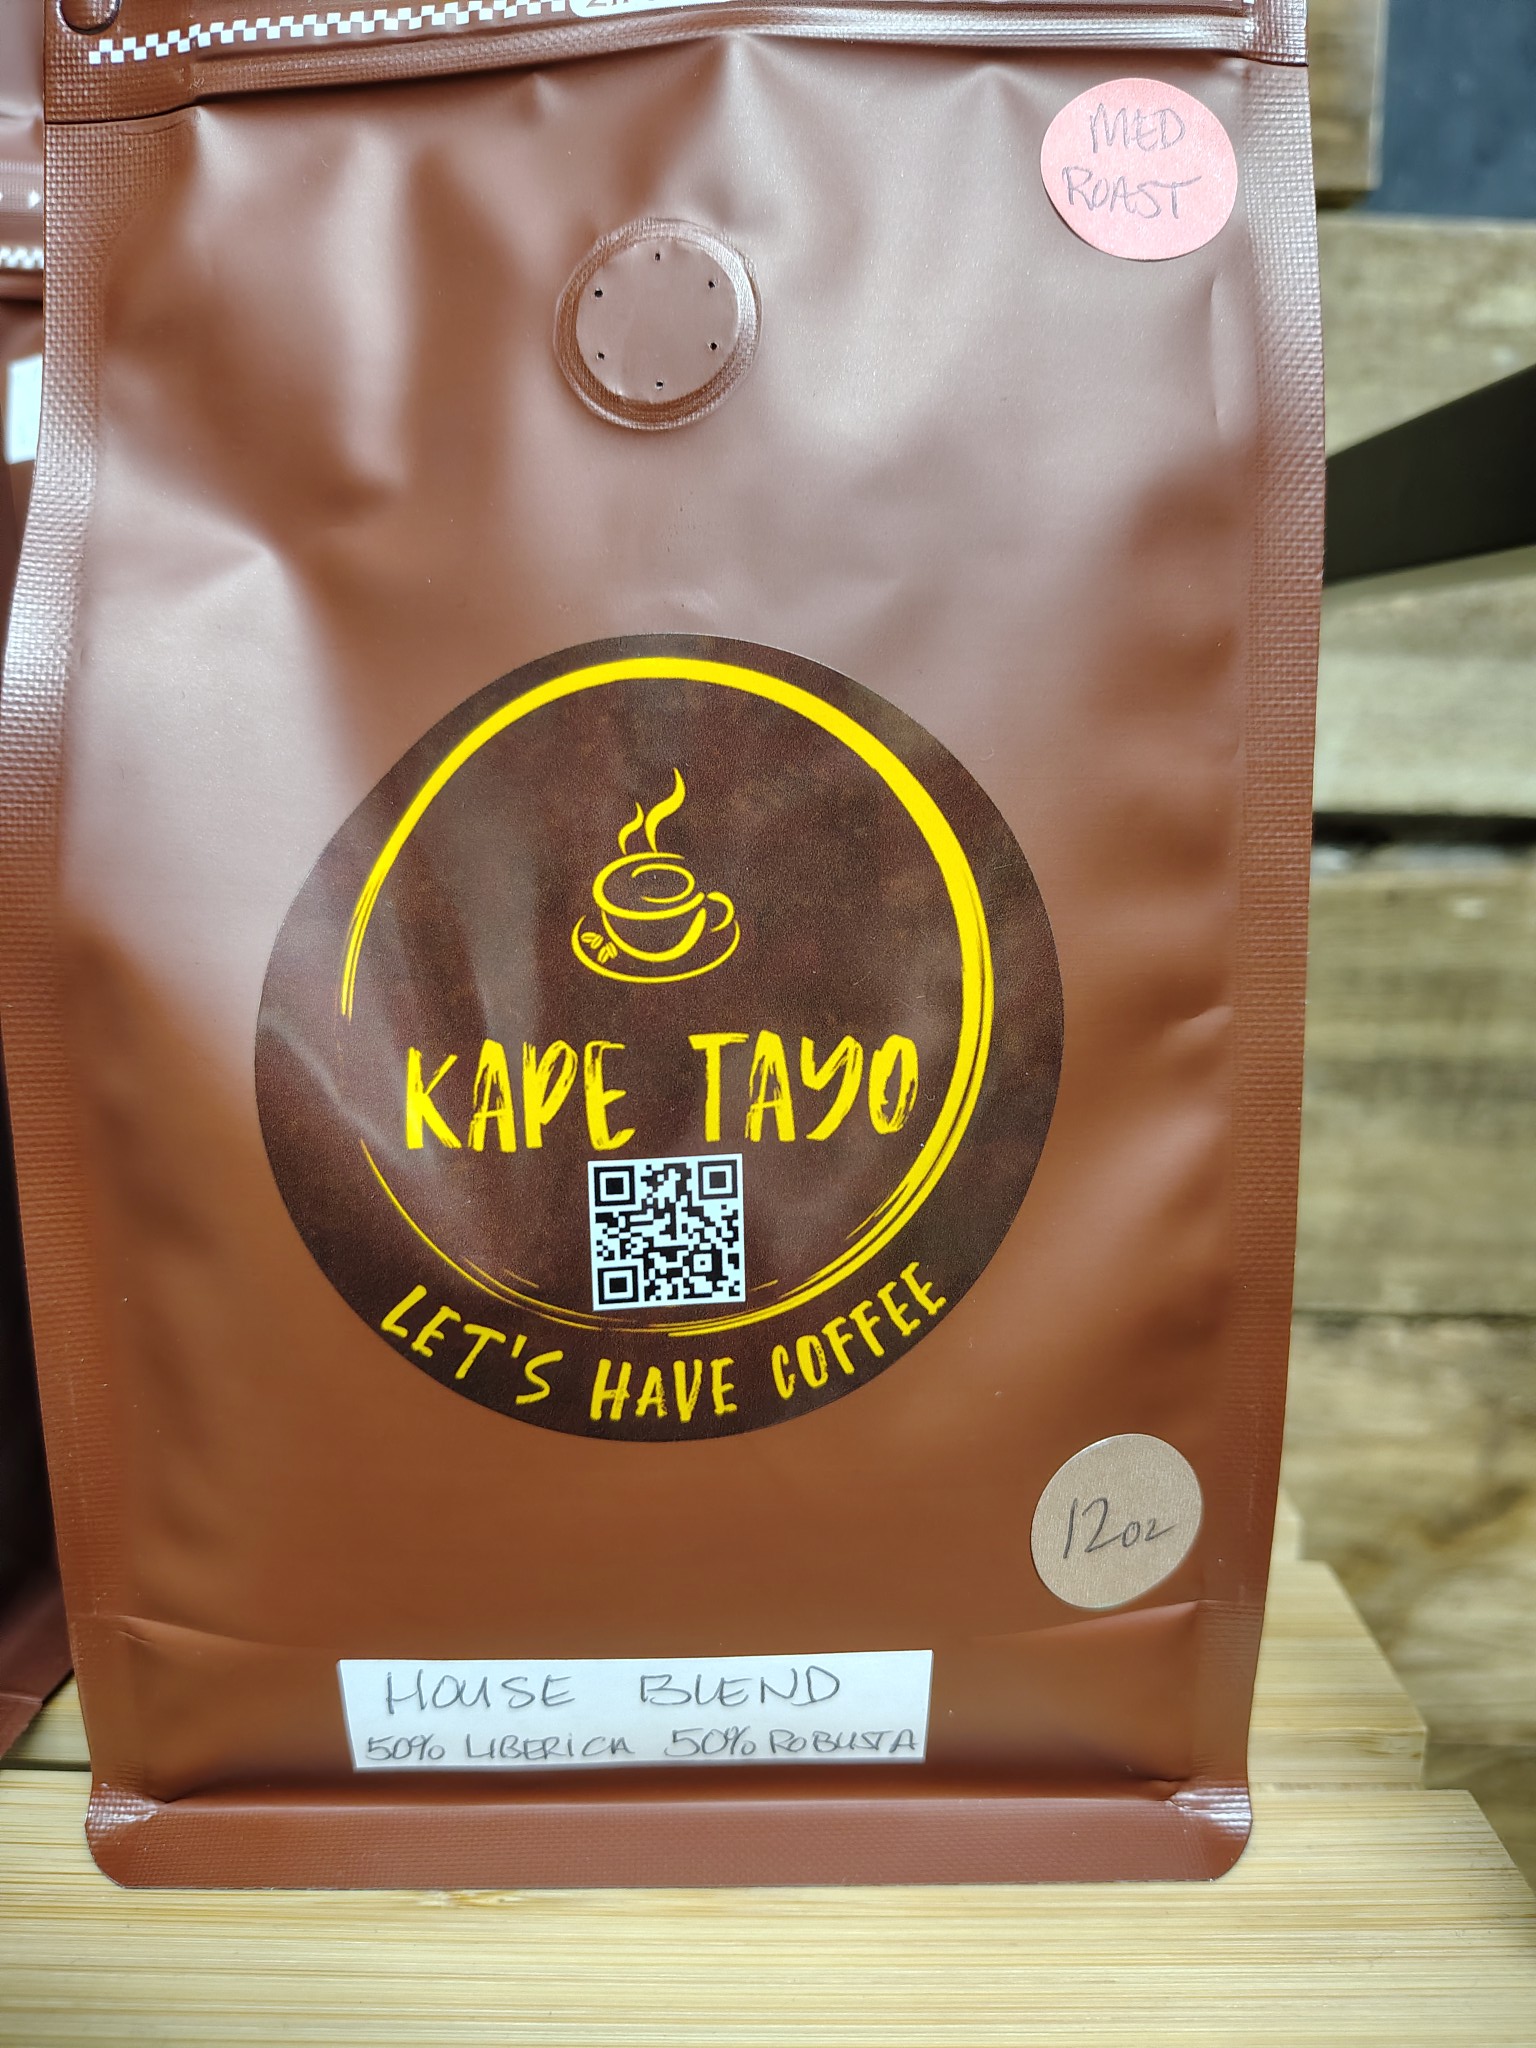 MED
ROAST
KAPE TAYO
LET'S HAVE COFFEE
12oz
HOUSE BLEND
50% LIBERICA 50% ROBUSTA